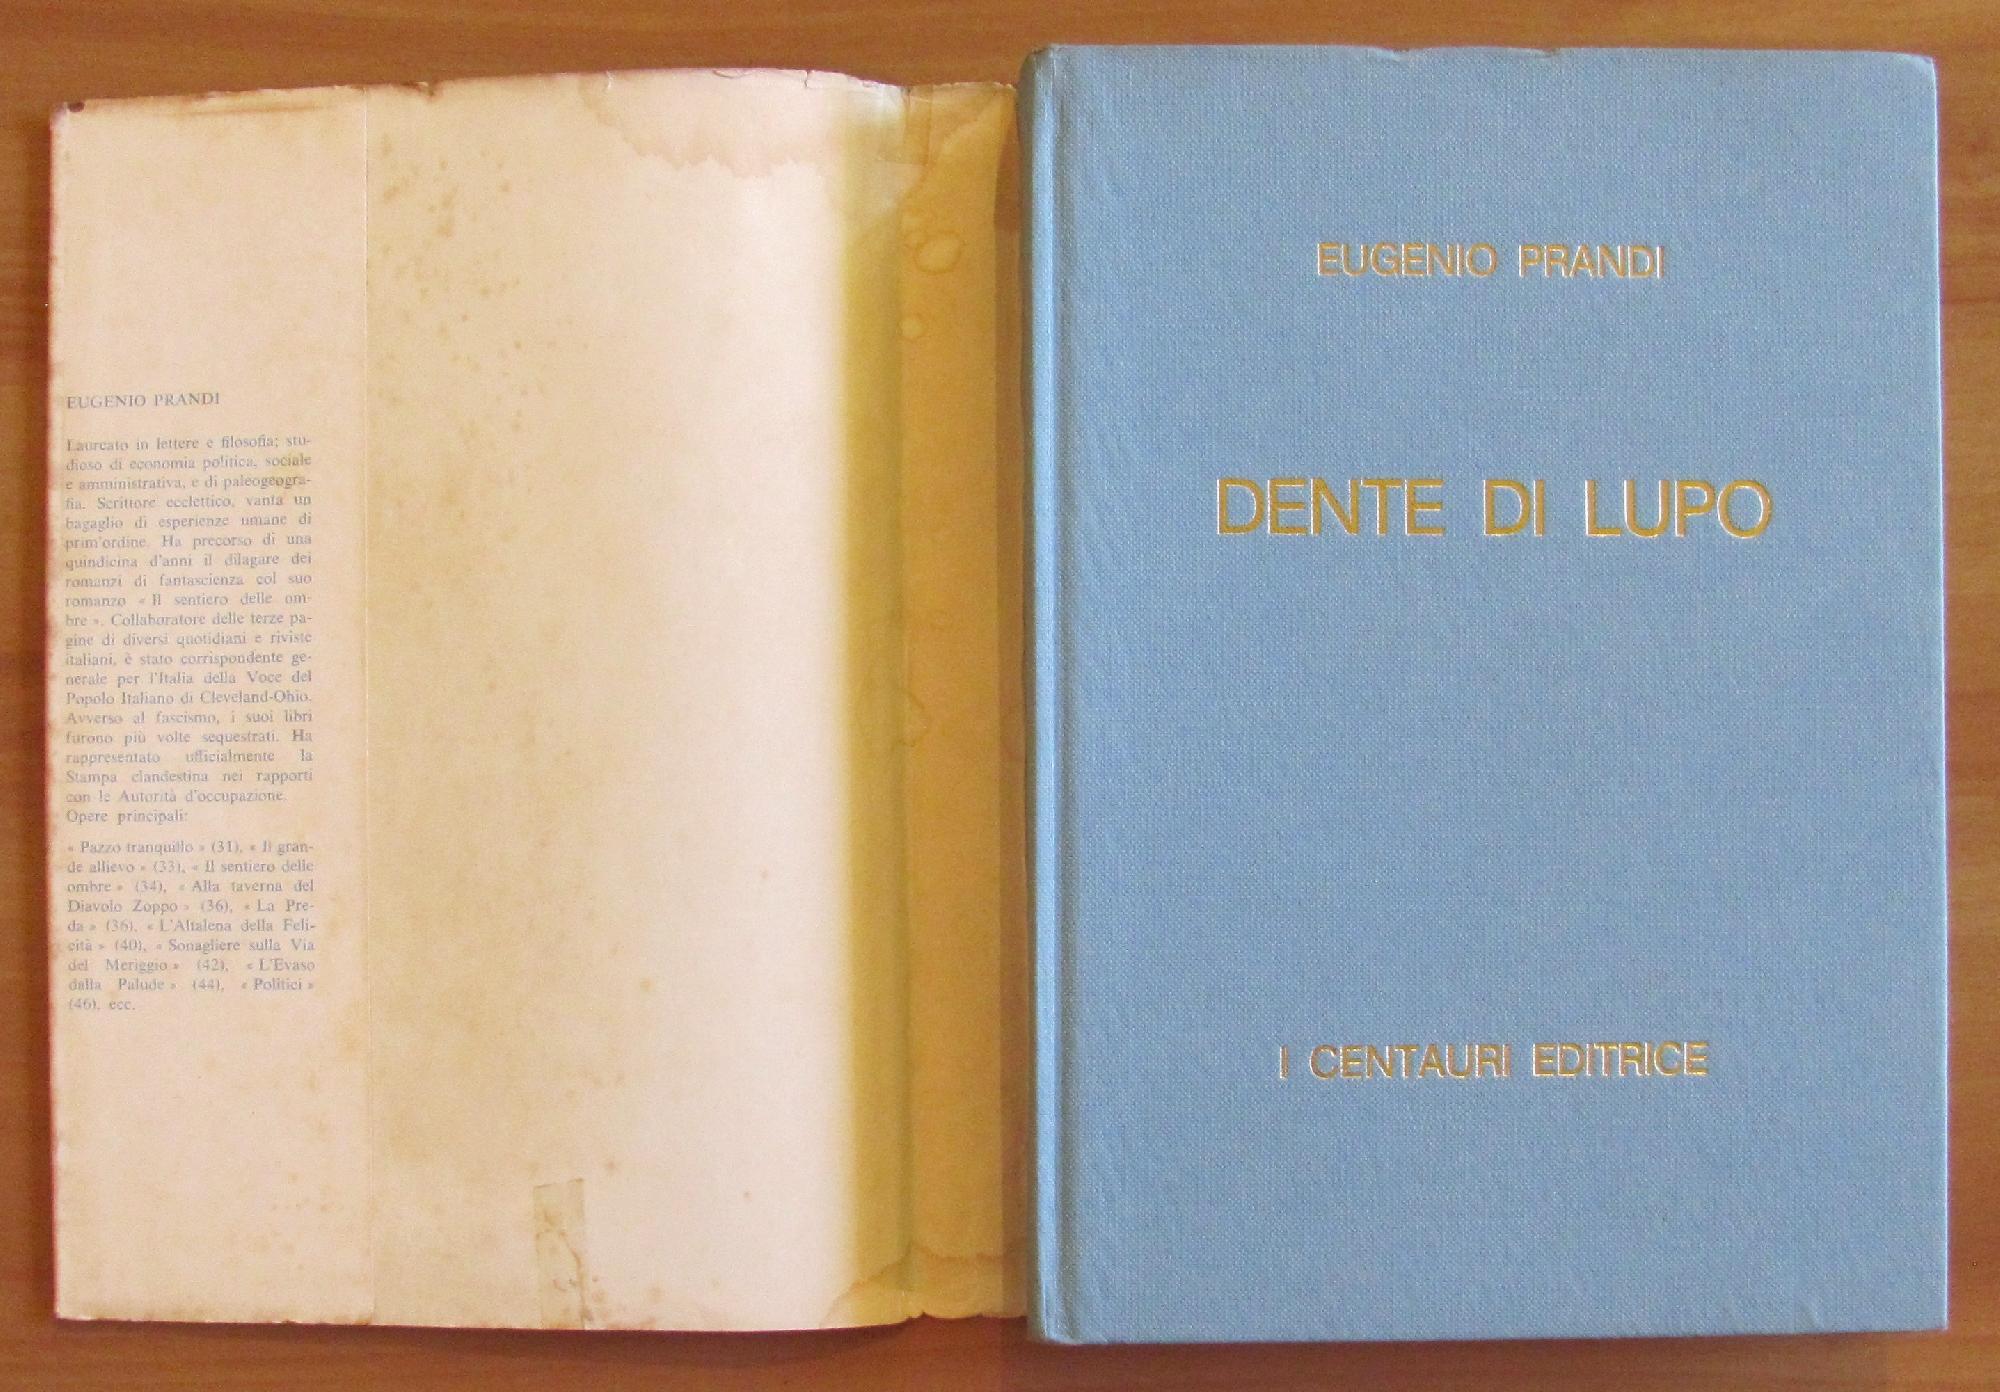 EUGENIO PRANDI
Laureato in lettere e filosofia; stu-
dioso di economia politica, sociale
e amministrativa, e di paleogeogra-
fia. Scrittore ecclettico, vanta un
bagaglio di esperienze umane di
prim'ordine. Ha precorso di una
quindicina d'anni il dilagare dei
romanzi di fantascienza col suo
romanzo « Il sentiero delle om-
bre ». Collaboratore delle terze pa-
gine di diversi quotidiani e riviste
italiani, è stato corrispondente ge-
nerale per l'Italia della Voce del
Popolo Italiano di Cleveland-Ohio.
Avverso al fascismo, i suoi libri
furono più volte sequestrati. Ha
rappresentato ufficialmente la
Stampa clandestina nei rapporti
con le Autorità d'occupazione.
Opere principali:
« Pazzo tranquillo » (31), « Il gran-
de allievo » (33), « Il sentiero delle
ombre » (34), « Alla taverna del
Diavolo Zoppo » (36), « La Pre-
da » (36), « L'Altalena della Feli-
cità » (40), « Sonagliere sulla Via
del Meriggio » (42), « L'Evaso
dalla Palude » (44), « Politici »
(46), ecc.
EUGENIO PRANDI
DENTE DI LUPO
I CENTAURI EDITRICE